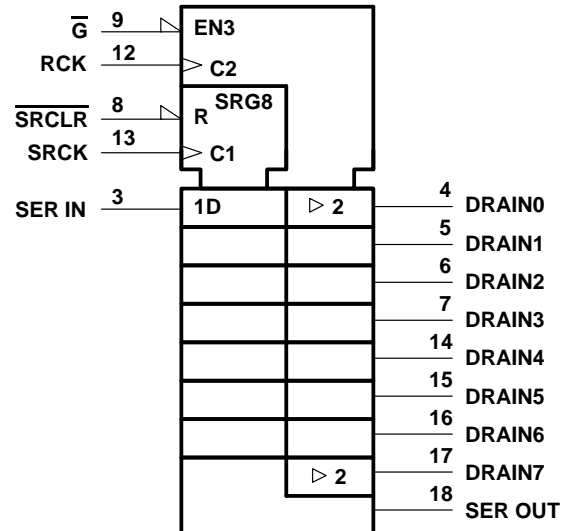 G̅ 9 EN3
RCK 12 C2
SRG8
S̅R̅C̅L̅R̅ 8 R
SRCK 13 C1
SER IN 3 1D ▷ 2 4 DRAIN0
5 DRAIN1
6 DRAIN2
7 DRAIN3
14 DRAIN4
15 DRAIN5
16 DRAIN6
▷ 2 17 DRAIN7
18 SER OUT